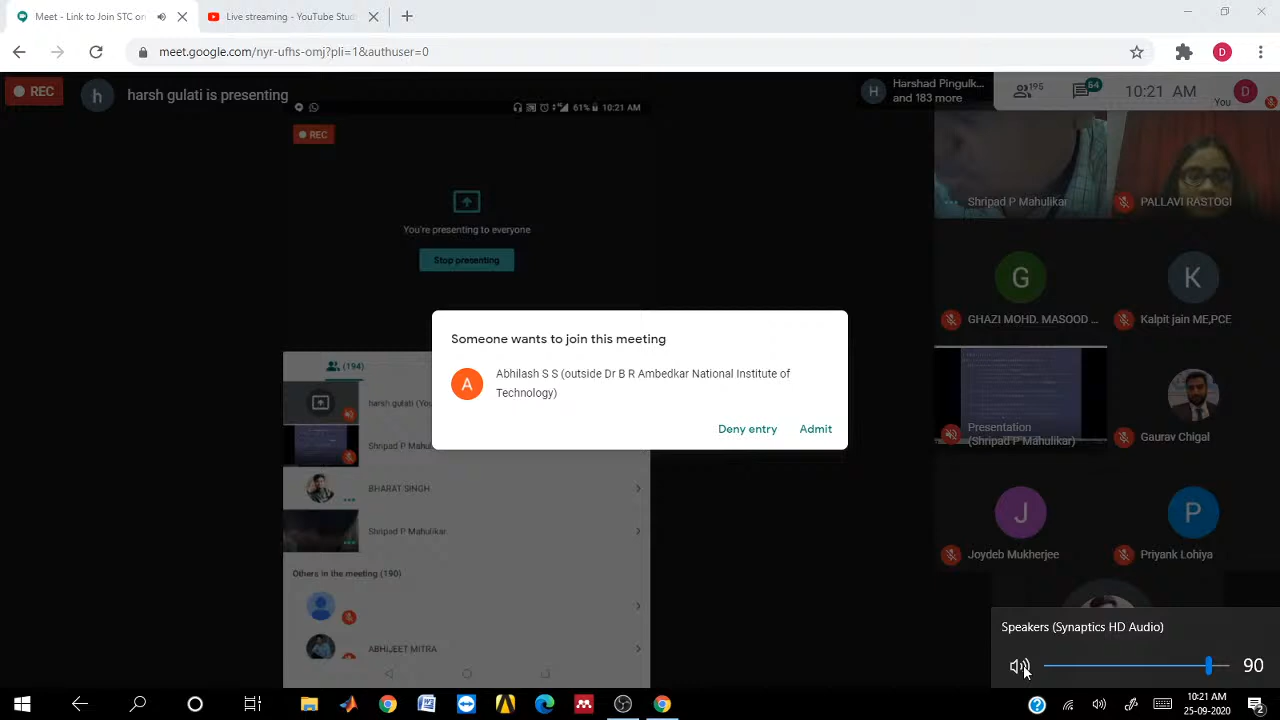 Meet - Link to Join STC on
Live streaming - YouTube Stud
meet.google.com/nyr-ufhs-omj?pli=1&authuser=0
D
REC
h
harsh gulati is presenting
H
Harshad Pingulk...
and 183 more
195
64
10:21 AM
You
D
61%
10:21 AM
REC
You're presenting to everyone
Stop presenting
Shripad P Mahulikar
PALLAVI RASTOGI
G
GHAZI MOHD. MASOOD ...
K
Kalpit jain ME,PCE
Someone wants to join this meeting
A
Abhilash S S (outside Dr B R Ambedkar National Institute of
Technology)
Deny entry
Admit
(194)
harsh gulati (You
Shripad P Mahulik
BHARAT SINGH
Shripad P Mahulikar
Others in the meeting (190)
ABHIJEET MITRA
Presentation
(Shripad P Mahulikar)
Gaurav Chigal
J
Joydeb Mukherjee
P
Priyank Lohiya
Speakers (Synaptics HD Audio)
90
10:21 AM
25-09-2020
2